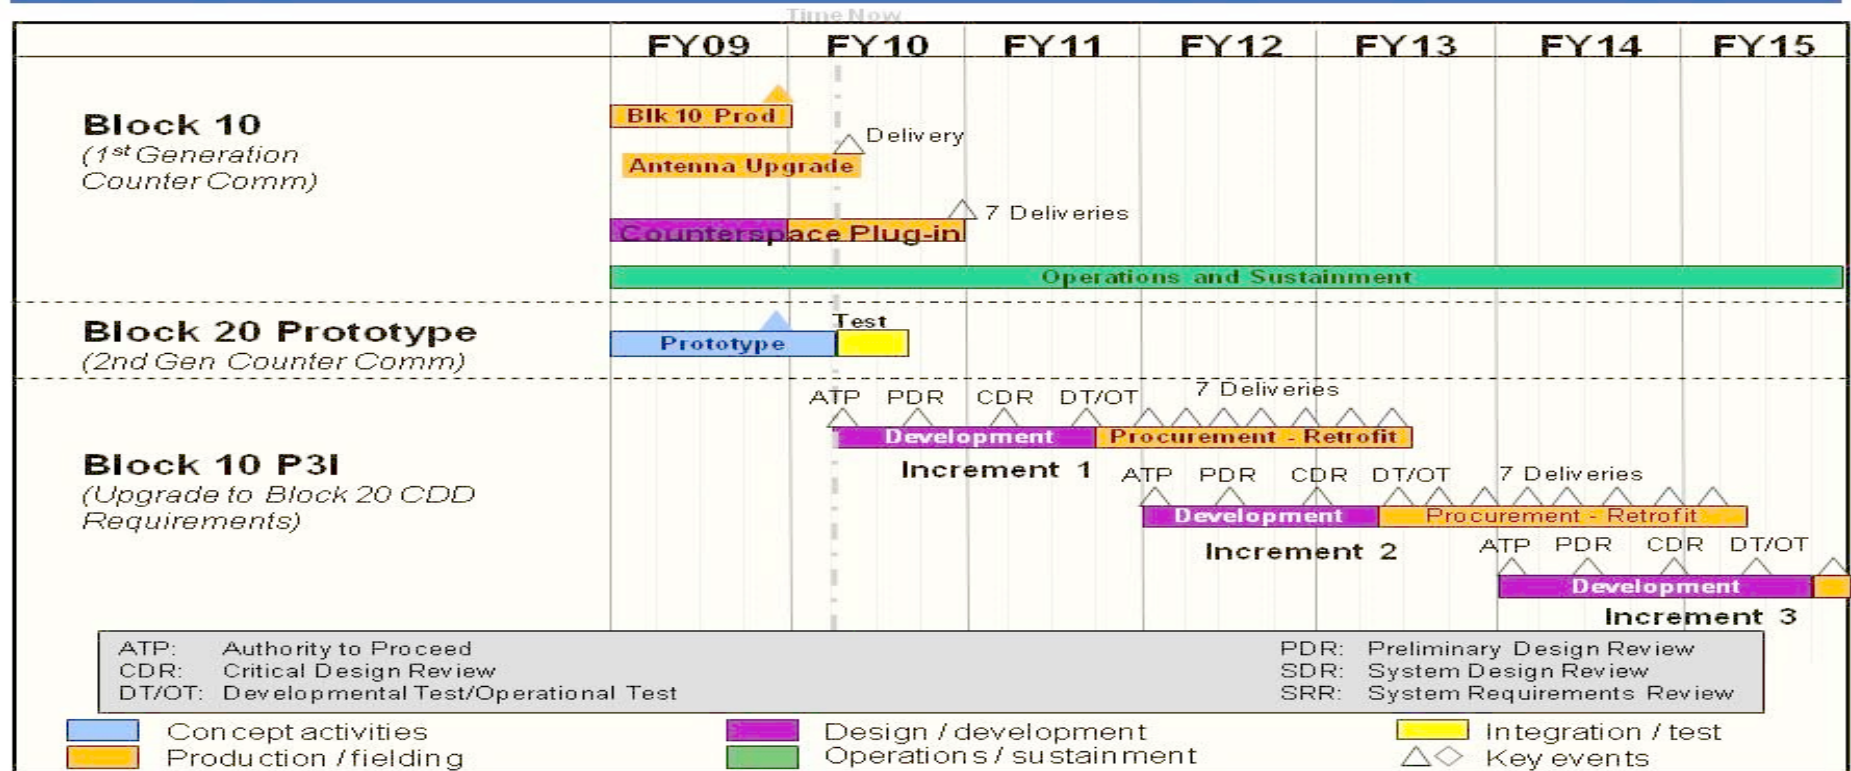 Time Now
FY09 FY10 FY11 FY12 FY13 FY14 FY15
Block 10
(1st Generation
Counter Comm)
Blk 10 Prod
Delivery
Antenna Upgrade
7 Deliveries
Counterspace Plug-in
Operations and Sustainment
Block 20 Prototype
(2nd Gen Counter Comm)
Test
Prototype
Block 10 P3I
(Upgrade to Block 20 CDD
Requirements)
ATP PDR CDR DT/OT 7 Deliveries
Development Procurement - Retrofit
Increment 1
ATP PDR CDR DT/OT 7 Deliveries
Development Procurement - Retrofit
Increment 2
ATP PDR CDR DT/OT
Development
Increment 3
ATP: Authority to Proceed
CDR: Critical Design Review
DT/OT: Developmental Test/Operational Test
PDR: Preliminary Design Review
SDR: System Design Review
SRR: System Requirements Review
Concept activities
Production / fielding
Design / development
Operations / sustainment
Integration / test
Key events